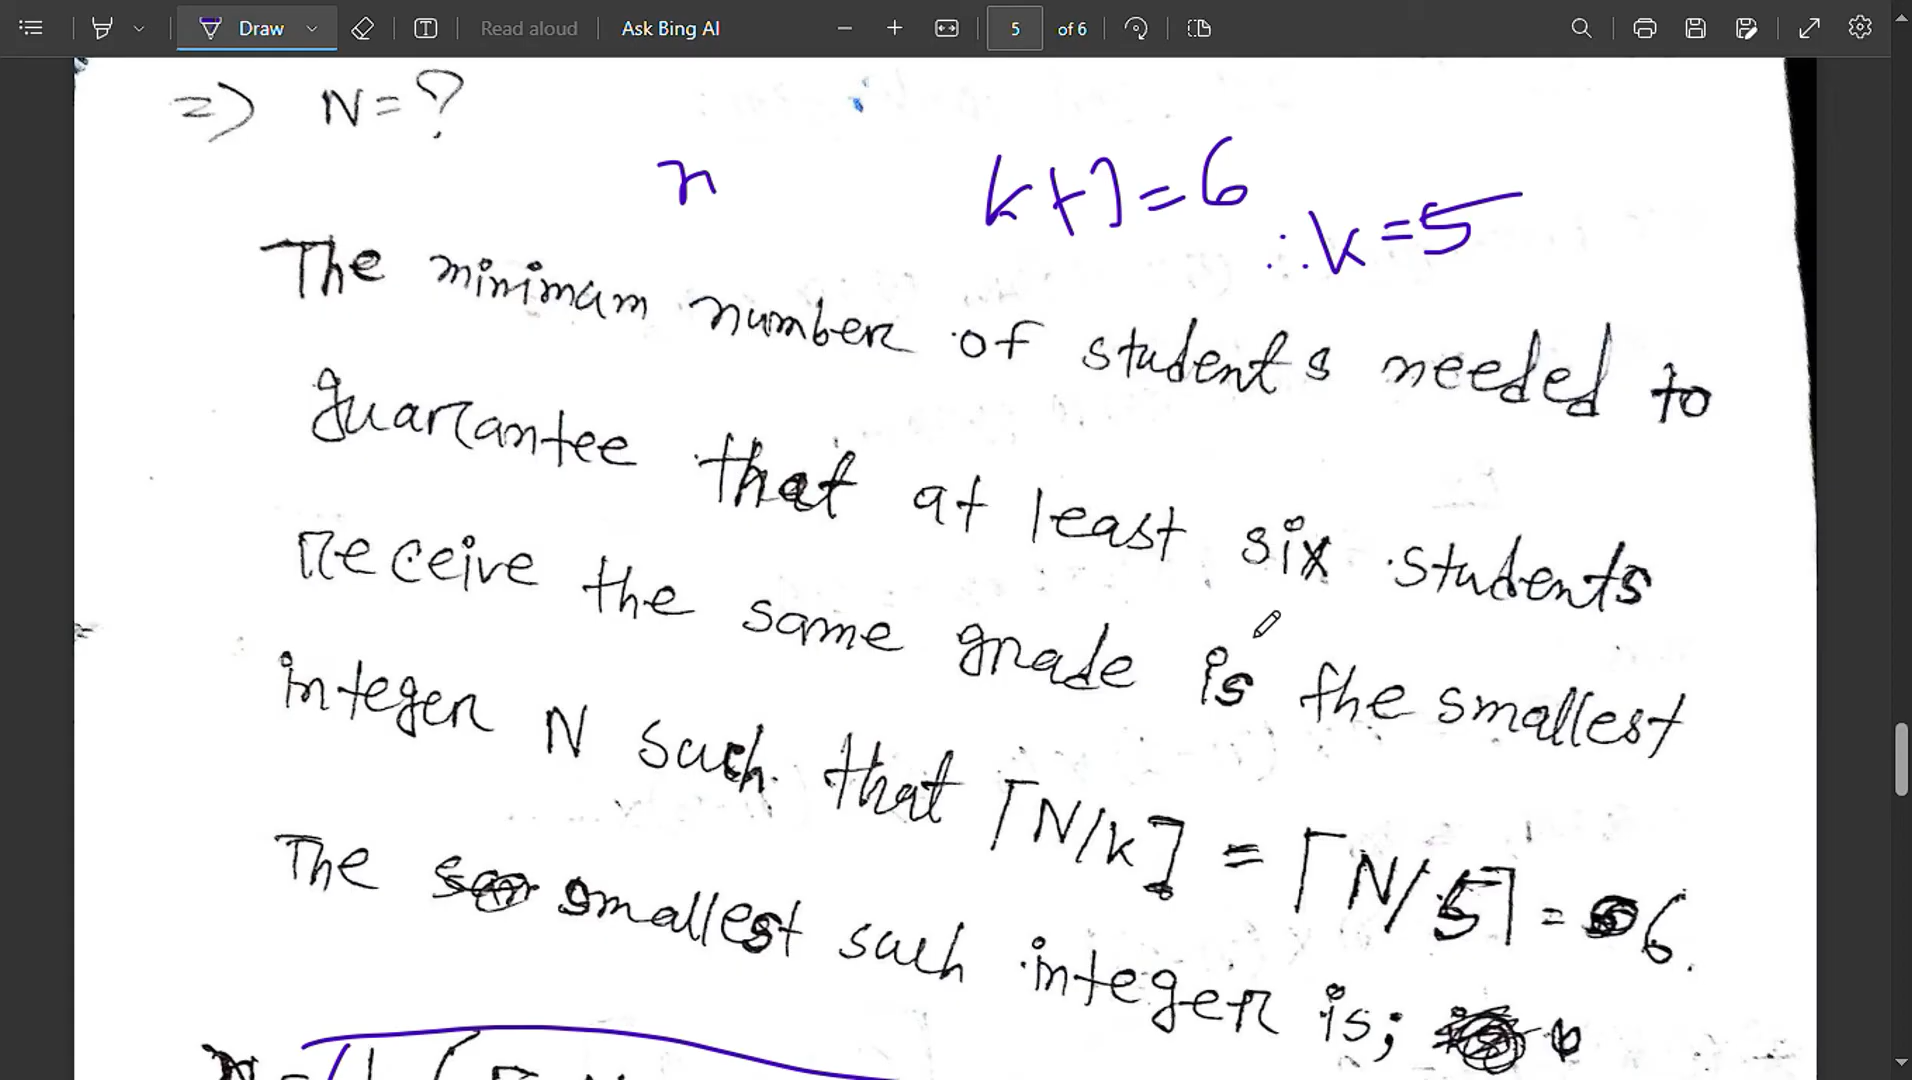 Draw
Read aloud
Ask Bing AI
5 of 6
=> N = ?
n
k+1=6
∴k=5
The minimum number of students needed to
guarantee that at least six students
receive the same grade is the smallest
integer N such that ⌈N/k⌉ = ⌈N/5⌉ = 6.
The smallest such integer is;